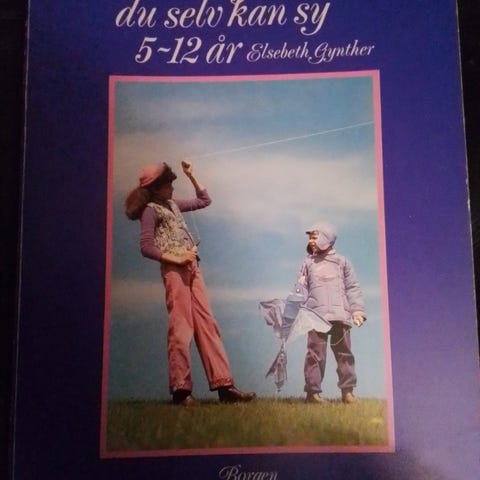 du selv kan sy
5-12 år Elsebeth Gynther
Borgen